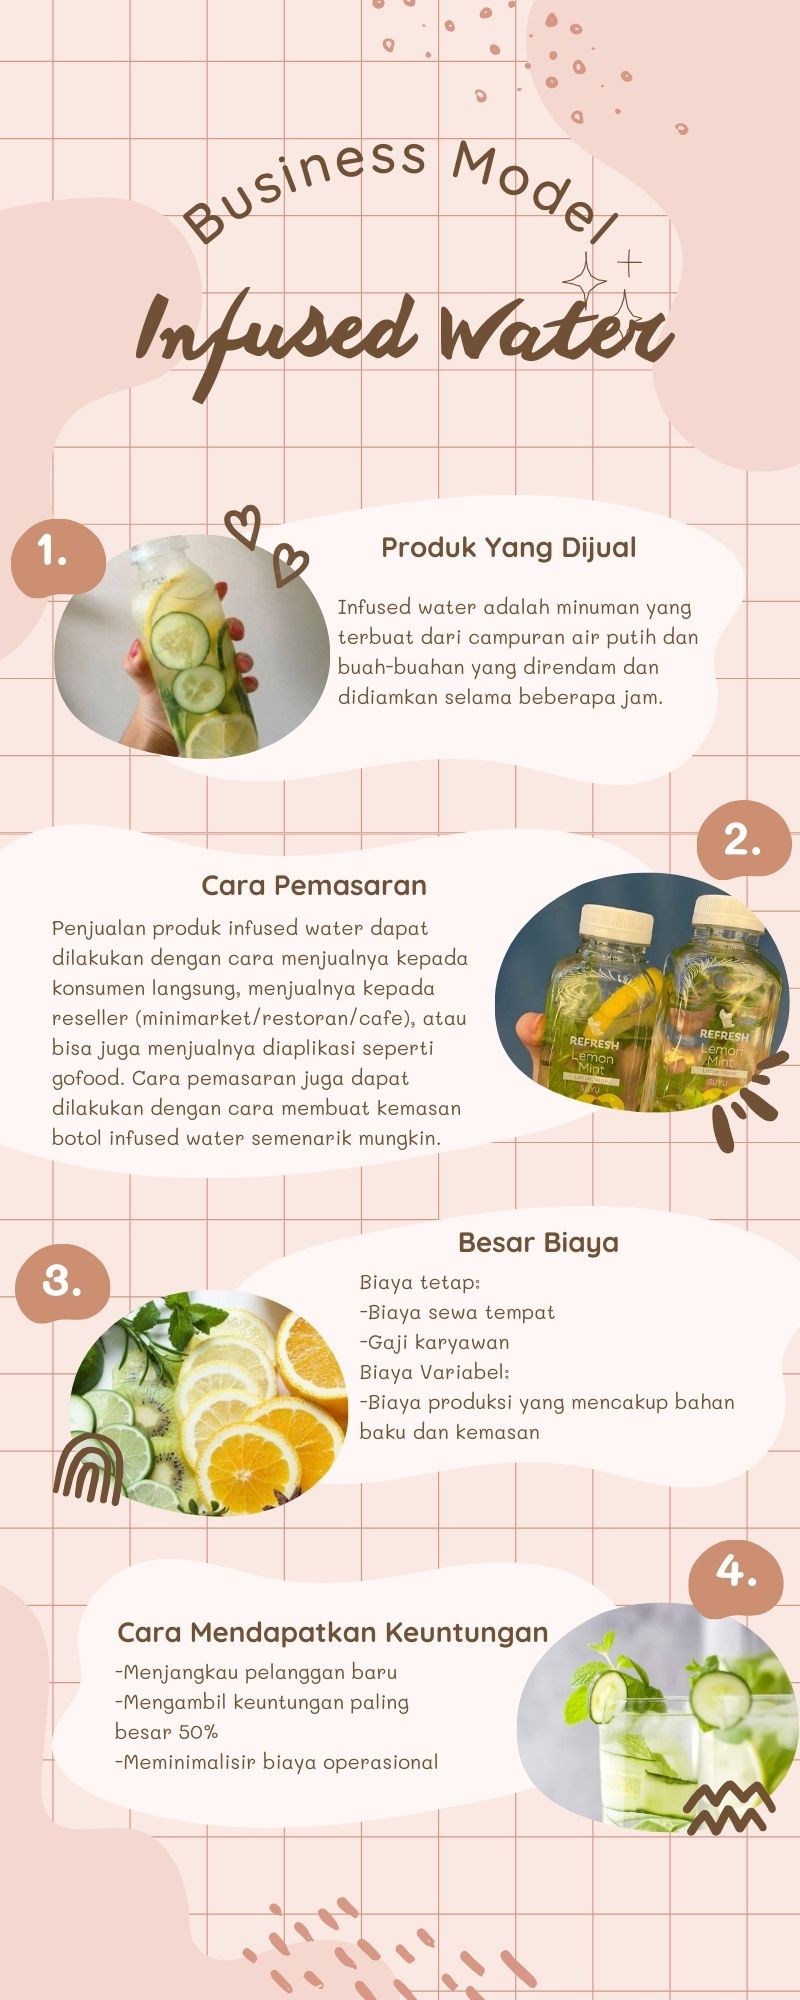 Business Model
Infused Water
1.
Produk Yang Dijual
Infused water adalah minuman yang
terbuat dari campuran air putih dan
buah-buahan yang direndam dan
didiamkan selama beberapa jam.
2.
Cara Pemasaran
Penjualan produk infused water dapat
dilakukan dengan cara menjualnya kepada
konsumen langsung, menjualnya kepada
reseller (minimarket/restoran/cafe), atau
bisa juga menjualnya diaplikasi seperti
gofood. Cara pemasaran juga dapat
dilakukan dengan cara membuat kemasan
botol infused water semenarik mungkin.
REFRESH
Lemon
Mint
SUYU
REFRESH
Lemon
Mint
SUYU
3.
Besar Biaya
Biaya tetap:
-Biaya sewa tempat
-Gaji karyawan
Biaya Variabel:
-Biaya produksi yang mencakup bahan
baku dan kemasan
4.
Cara Mendapatkan Keuntungan
-Menjangkau pelanggan baru
-Mengambil keuntungan paling
besar 50%
-Meminimalisir biaya operasional